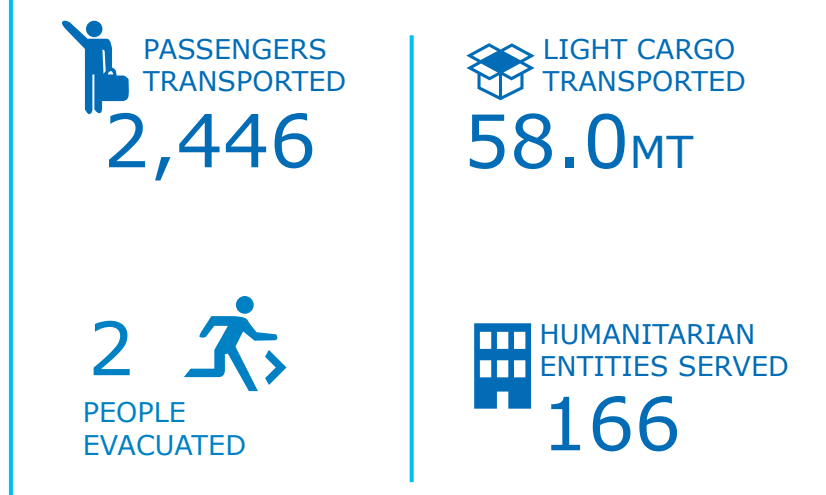 PASSENGERS
TRANSPORTED
2,446
LIGHT CARGO
TRANSPORTED
58.0MT
2
PEOPLE
EVACUATED
HUMANITARIAN
ENTITIES SERVED
166